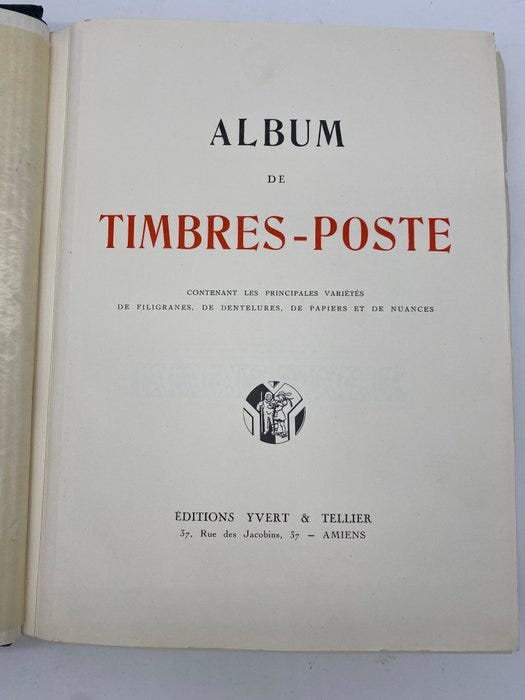 ALBUM
DE
TIMBRES-POSTE
CONTENANT LES PRINCIPALES VARIÉTÉS
DE FILIGRANES, DE DENTELURES, DE PAPIERS ET DE NUANCES
ÉDITIONS YVERT & TELLIER
37, Rue des Jacobins, 37 — AMIENS